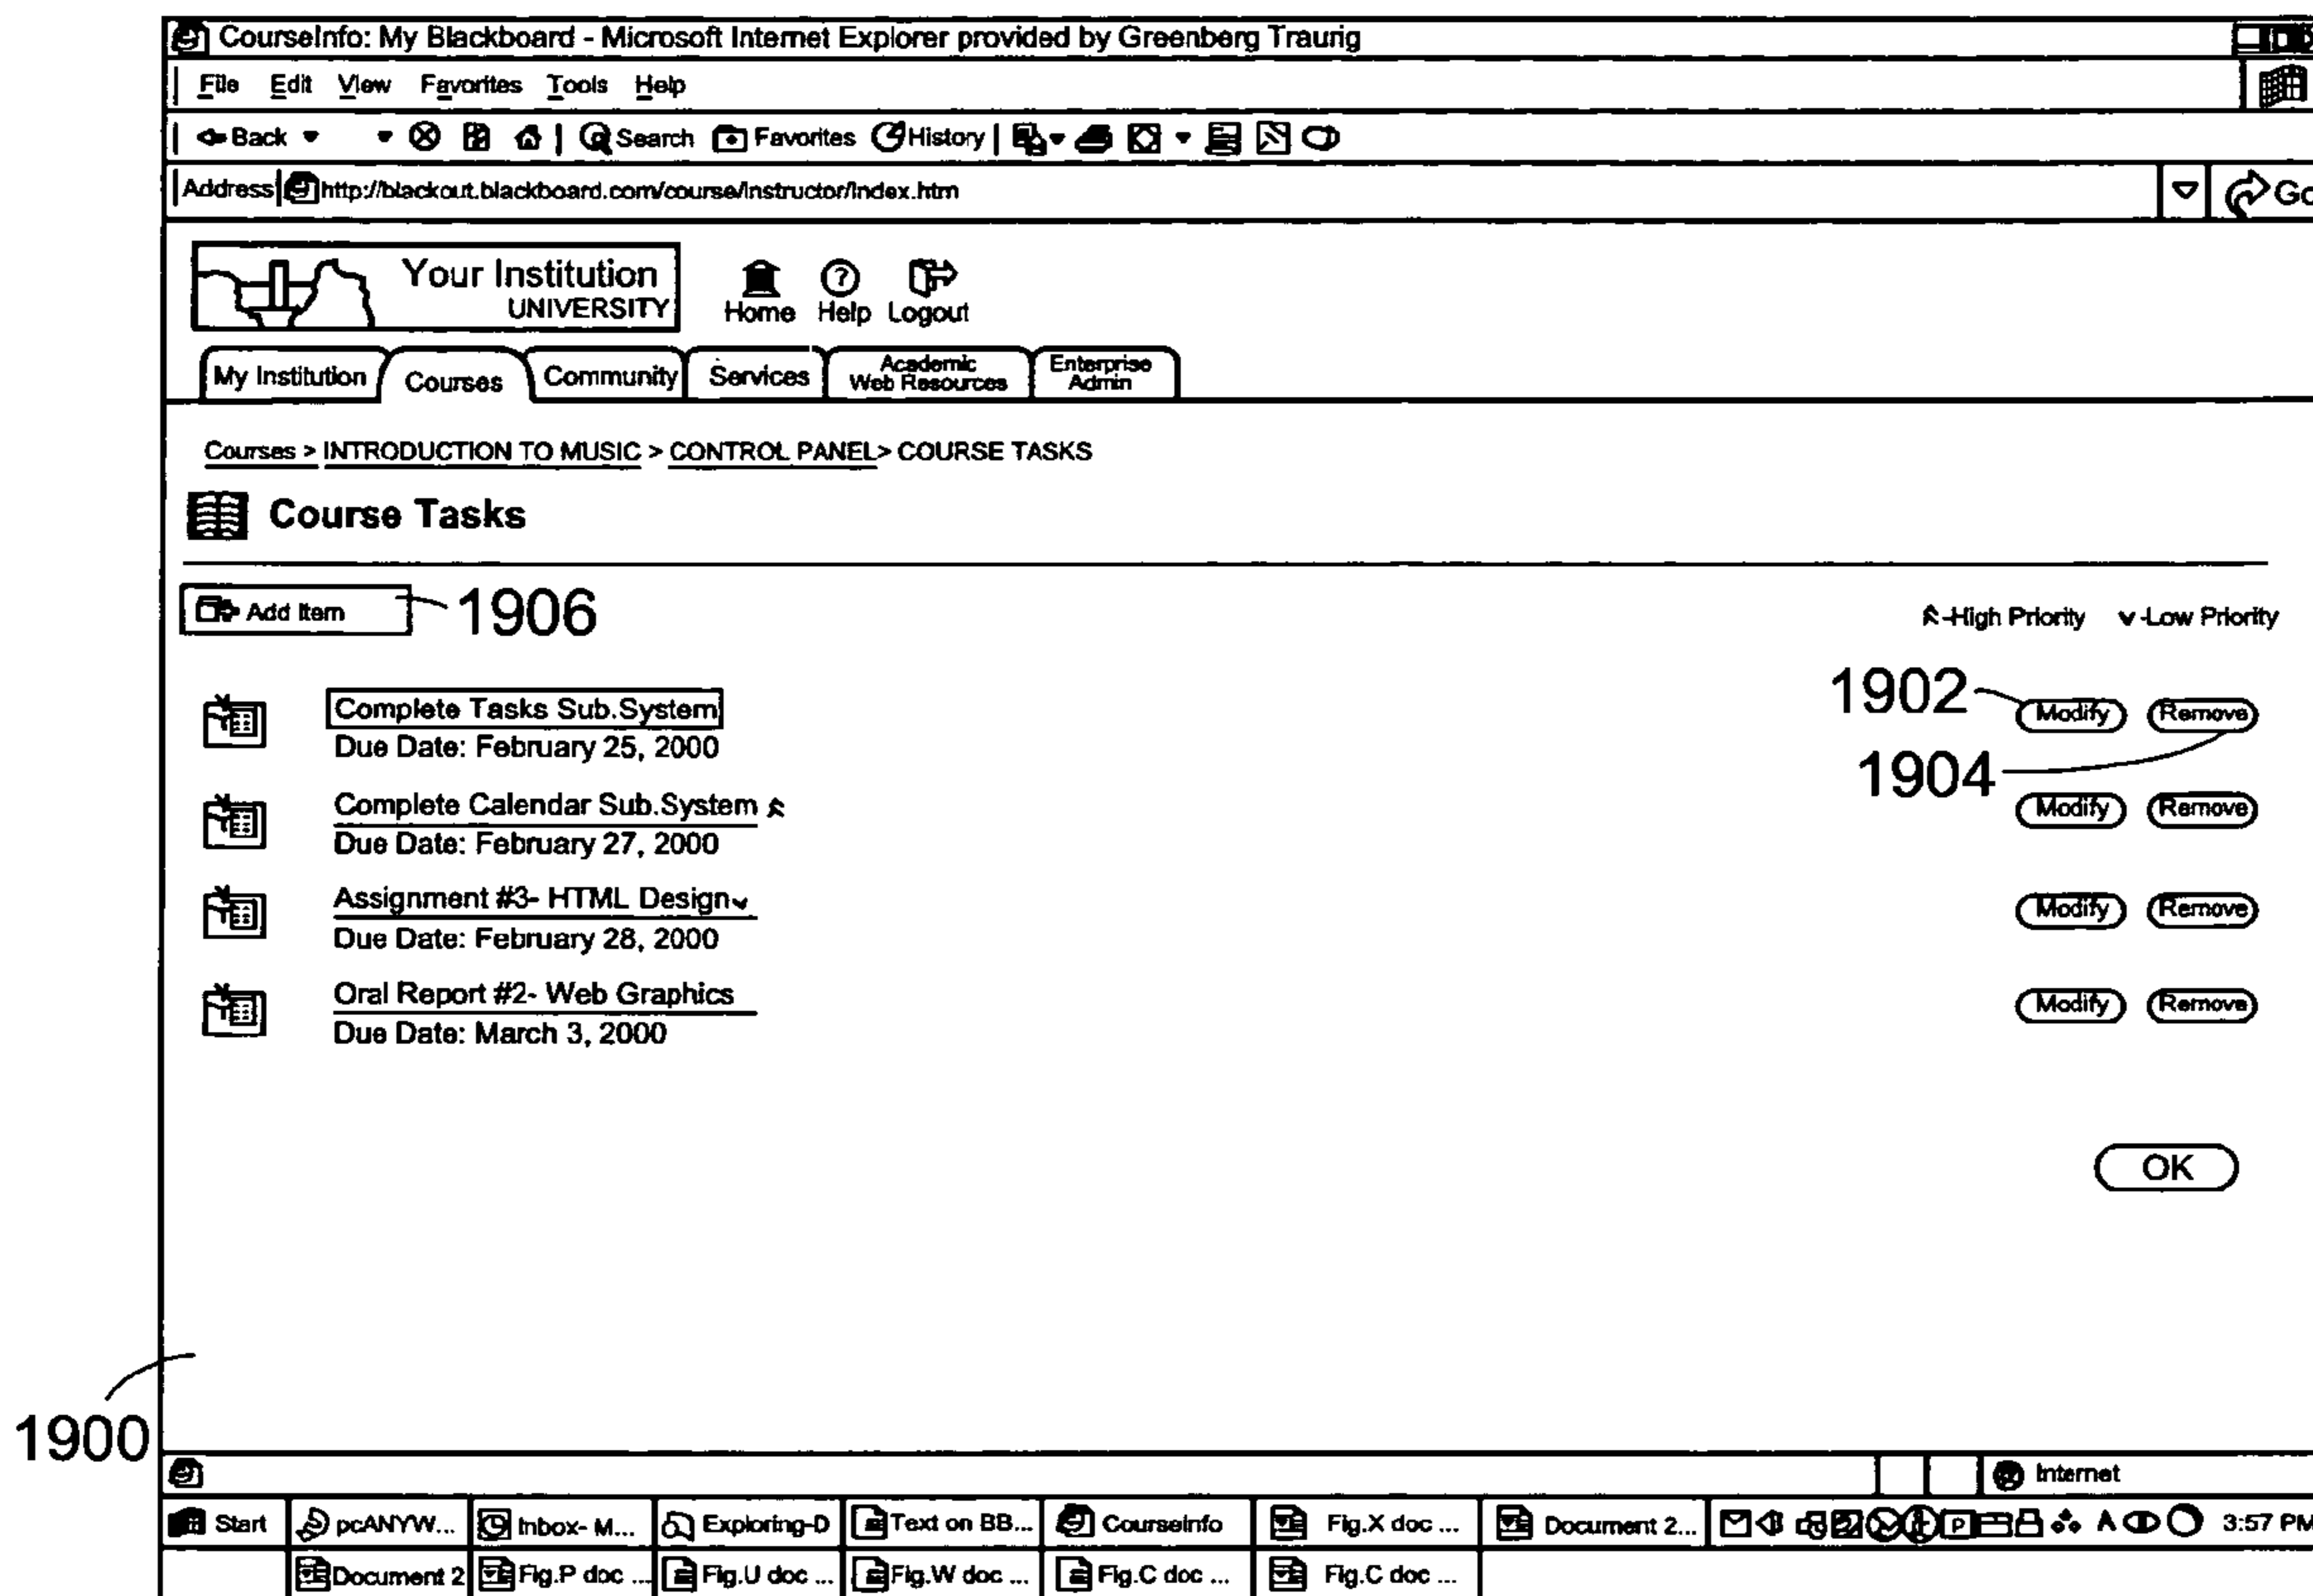 CourseInfo: My Blackboard - Microsoft Internet Explorer provided by Greenberg Traurig
File Edit View Favorites Tools Help
Back Search Favorites History
Address http://blackout.blackboard.com/course/instructor/index.htm Go
Your Institution
UNIVERSITY
Home Help Logout
My Institution Courses Community Services Academic Web Resources Enterprise Admin
Courses > INTRODUCTION TO MUSIC > CONTROL PANEL> COURSE TASKS
Course Tasks
Add Item 1906
-High Priority -Low Priority
Complete Tasks Sub.System 1902 Modify Remove
Due Date: February 25, 2000
1904
Complete Calendar Sub.System Modify Remove
Due Date: February 27, 2000
Assignment #3- HTML Design Modify Remove
Due Date: February 28, 2000
Oral Report #2- Web Graphics Modify Remove
Due Date: March 3, 2000
OK
1900
Internet
Start pcANYW... Inbox- M... Exploring-D Text on BB... CourseInfo Fig.X doc ... Document 2... P A 3:57 PM
Document 2 Fig.P doc ... Fig.U doc ... Fig.W doc ... Fig.C doc ... Fig.C doc ...